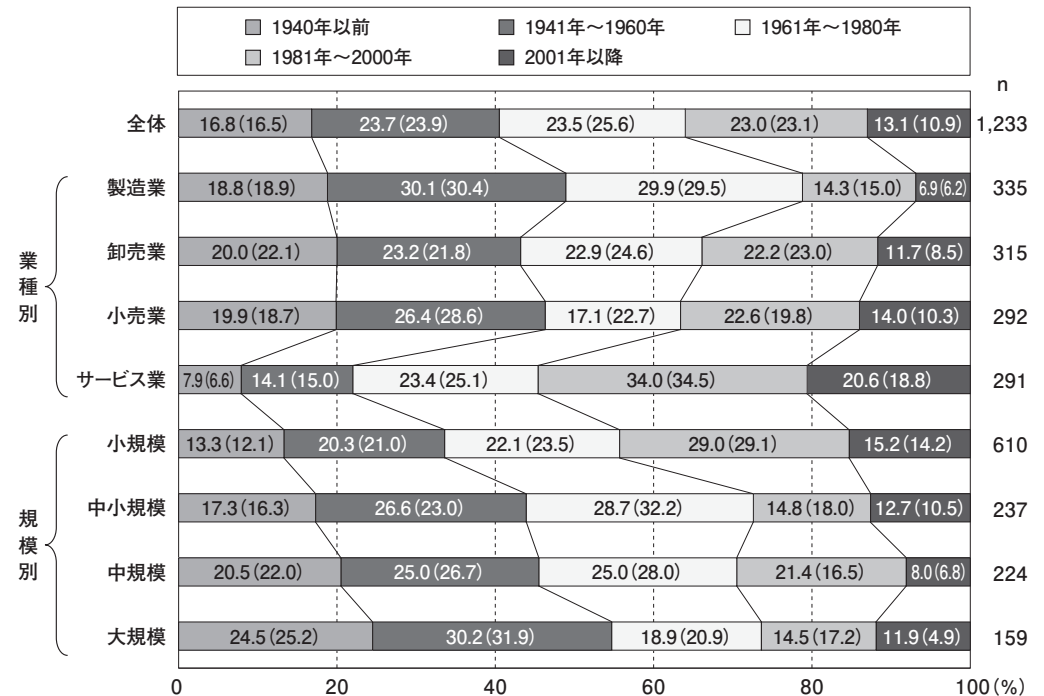 1940年以前 1941年～1960年 1961年～1980年
1981年～2000年 2001年以降
n
全体 16.8(16.5) 23.7(23.9) 23.5(25.6) 23.0(23.1) 13.1(10.9) 1,233
業種別
製造業 18.8(18.9) 30.1(30.4) 29.9(29.5) 14.3(15.0) 6.9(6.2) 335
卸売業 20.0(22.1) 23.2(21.8) 22.9(24.6) 22.2(23.0) 11.7(8.5) 315
小売業 19.9(18.7) 26.4(28.6) 17.1(22.7) 22.6(19.8) 14.0(10.3) 292
サービス業 7.9(6.6) 14.1(15.0) 23.4(25.1) 34.0(34.5) 20.6(18.8) 291
規模別
小規模 13.3(12.1) 20.3(21.0) 22.1(23.5) 29.0(29.1) 15.2(14.2) 610
中小規模 17.3(16.3) 26.6(23.0) 28.7(32.2) 14.8(18.0) 12.7(10.5) 237
中規模 20.5(22.0) 25.0(26.7) 25.0(28.0) 21.4(16.5) 8.0(6.8) 224
大規模 24.5(25.2) 30.2(31.9) 18.9(20.9) 14.5(17.2) 11.9(4.9) 159
0 20 40 60 80 100(%)